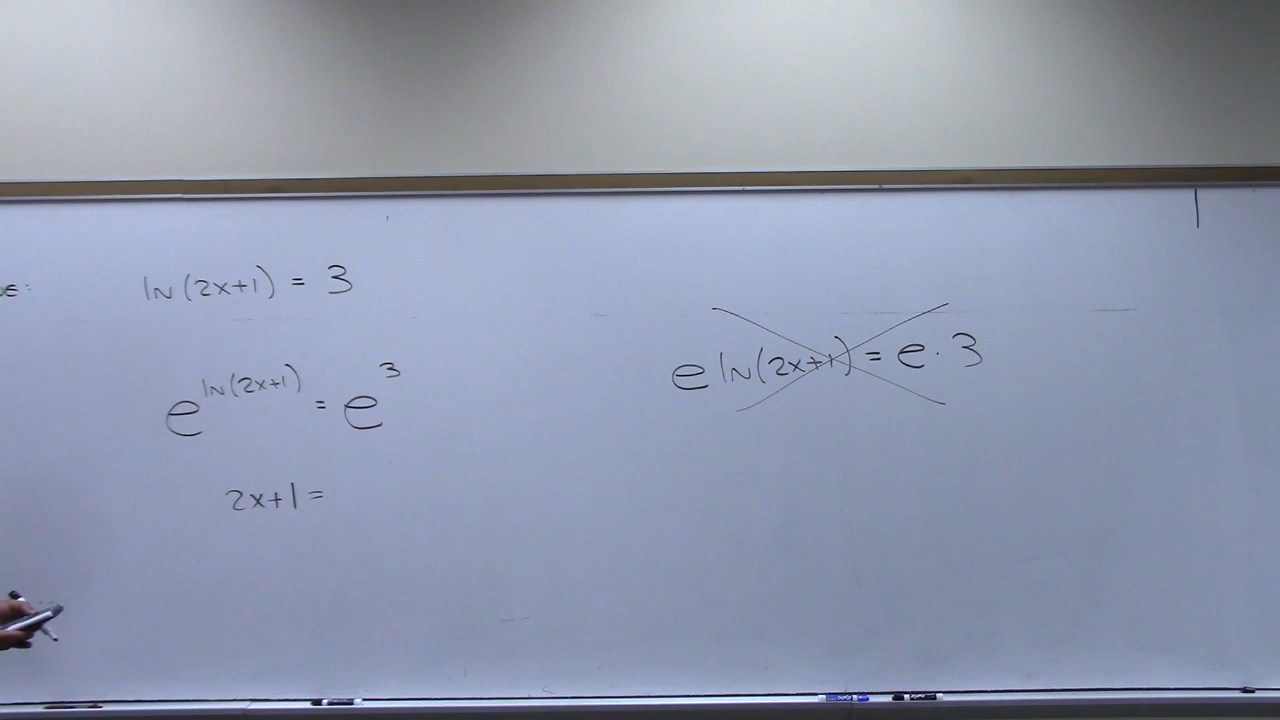 ln(2x+1) = 3
e^{ln(2x+1)} = e^3
2x+1 =
e ln(2x+1) = e · 3